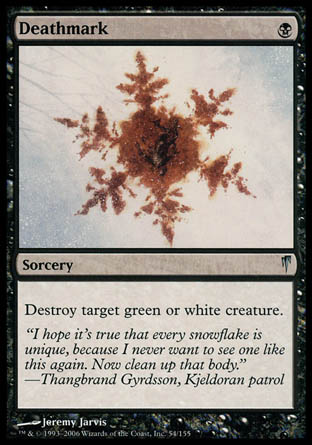 Deathmark
Sorcery
Destroy target green or white creature.
“I hope it’s true that every snowflake is
unique, because I never want to see one like
this again. Now clean up that body.”
—Thangbrand Gyrdsson, Kjeldoran patrol
Jeremy Jarvis
™ & © 1993–2006 Wizards of the Coast, Inc. 54/155